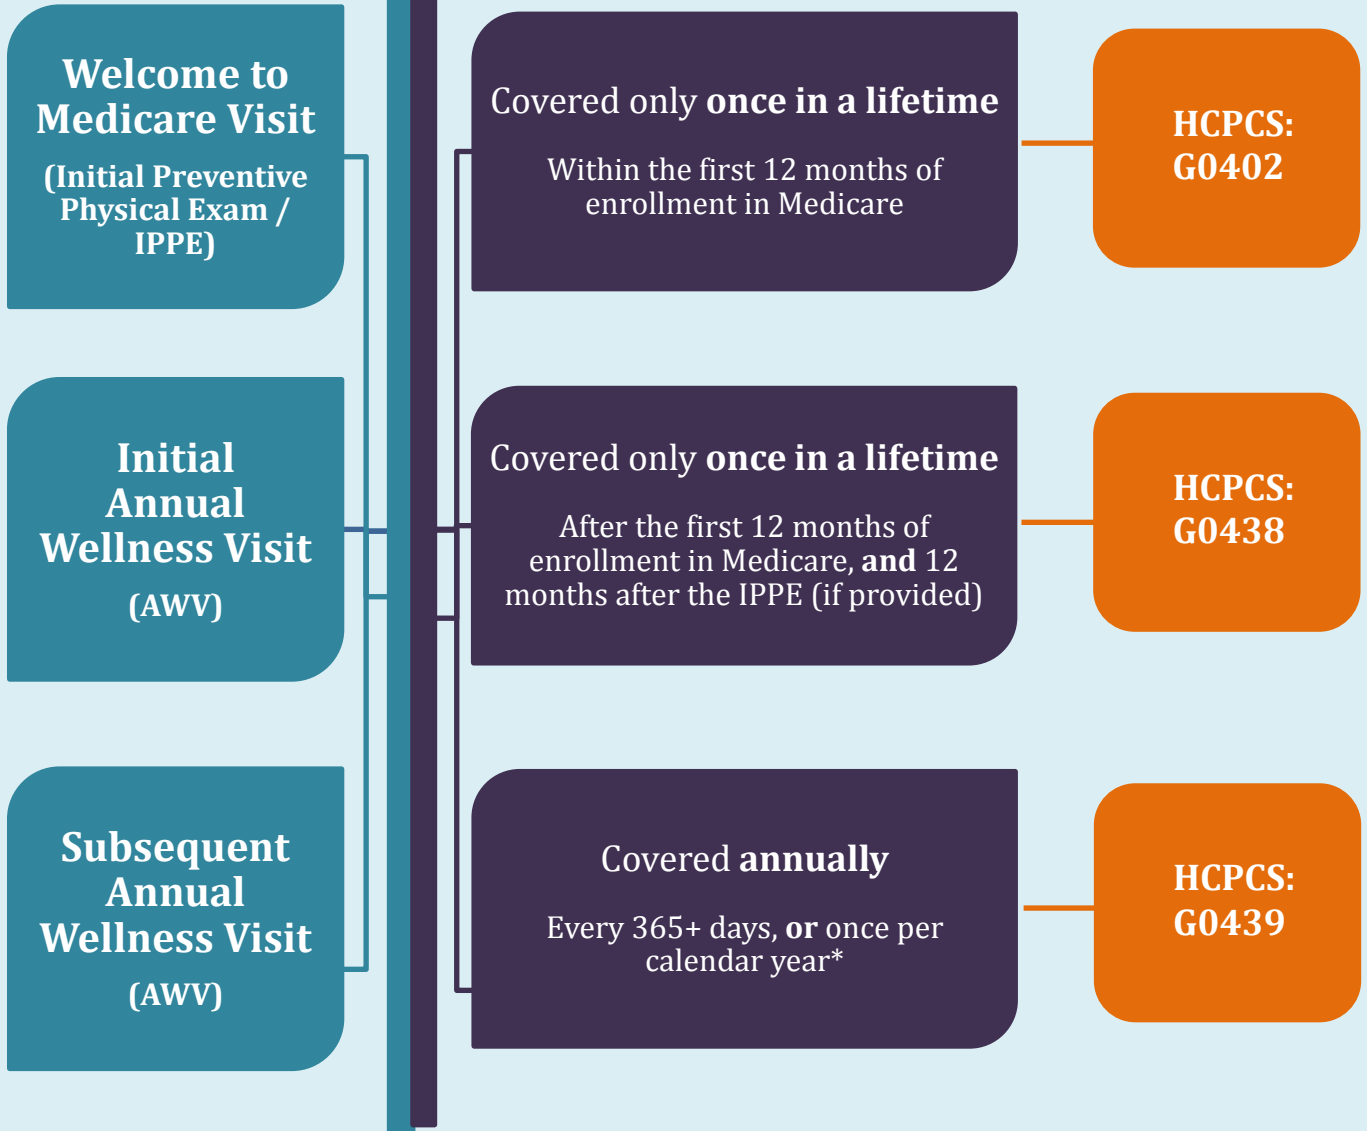 Welcome to
Medicare Visit
(Initial Preventive
Physical Exam /
IPPE)
Covered only once in a lifetime
Within the first 12 months of
enrollment in Medicare
HCPCS:
G0402
Initial
Annual
Wellness Visit
(AWV)
Covered only once in a lifetime
After the first 12 months of
enrollment in Medicare, and 12
months after the IPPE (if provided)
HCPCS:
G0438
Subsequent
Annual
Wellness Visit
(AWV)
Covered annually
Every 365+ days, or once per
calendar year*
HCPCS:
G0439